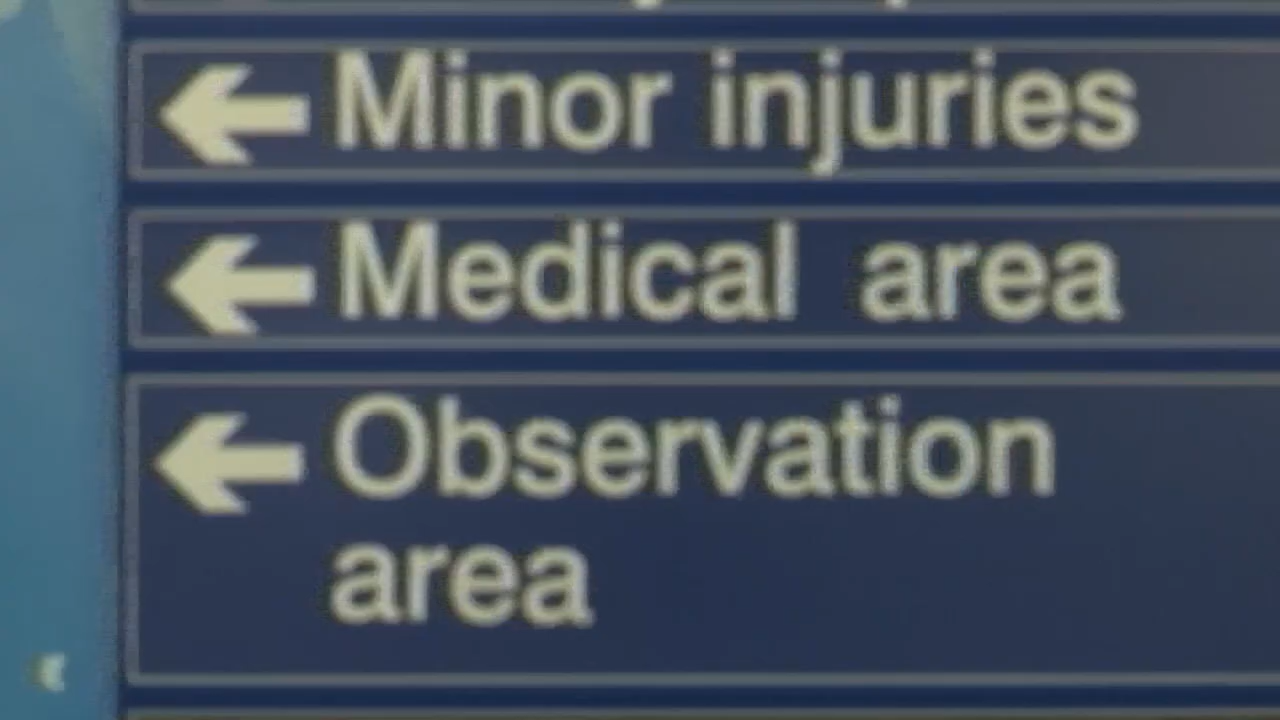 Minor injuries
Medical area
Observation
area